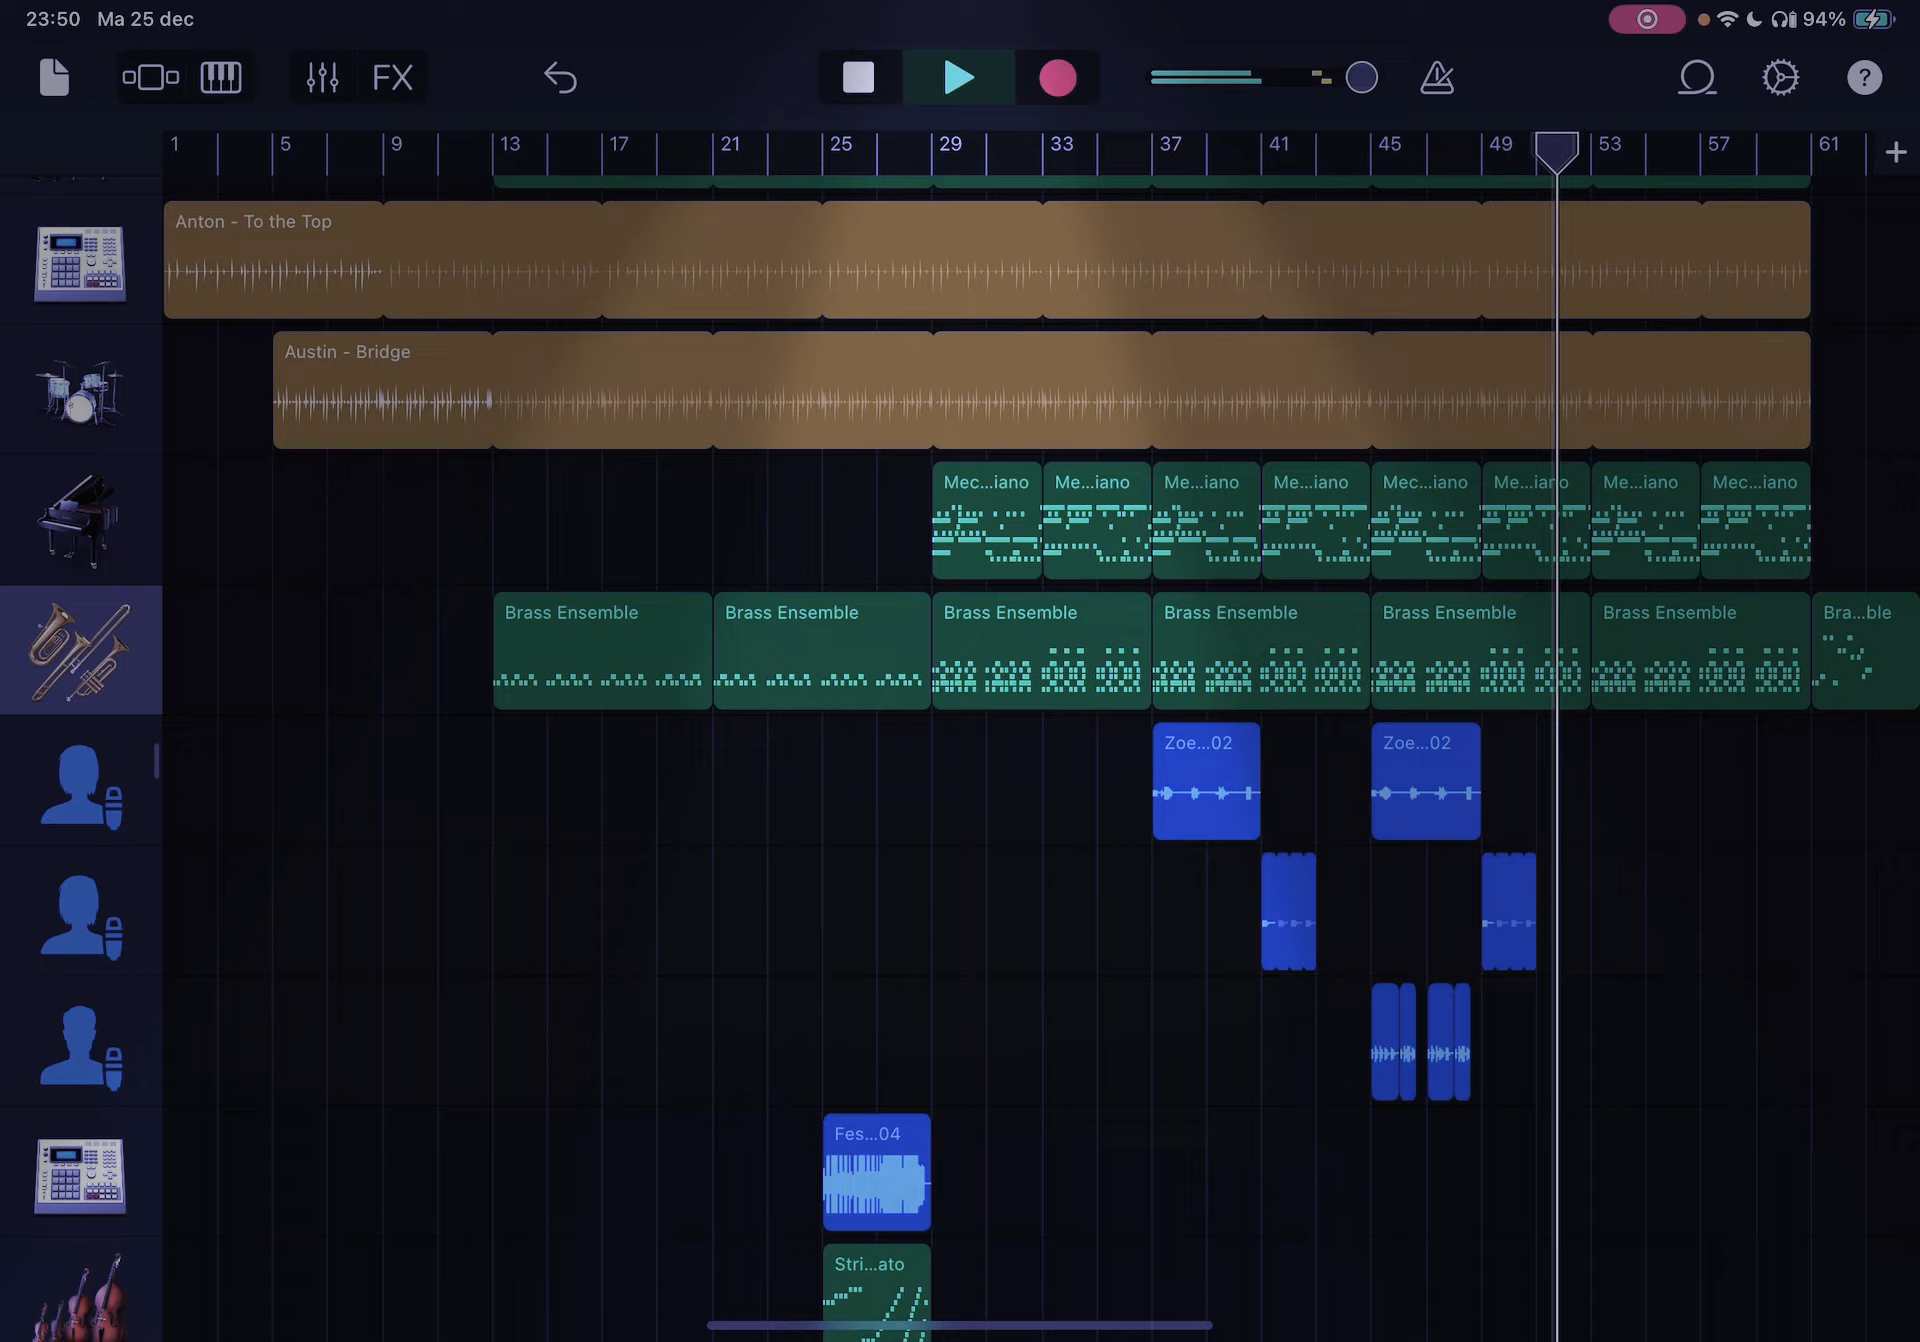 23:50 Ma 25 dec
94%
FX
?
1 5 9 13 17 21 25 29 33 37 41 45 49 53 57 61 +
Anton - To the Top
Austin - Bridge
Mec...iano Me...iano Me...iano Me...iano Mec...iano Me...iano Me...iano Mec...iano
Brass Ensemble Brass Ensemble Brass Ensemble Brass Ensemble Brass Ensemble Brass Ensemble Bra...ble
Zoe...02 Zoe...02
Fes...04
Stri...ato